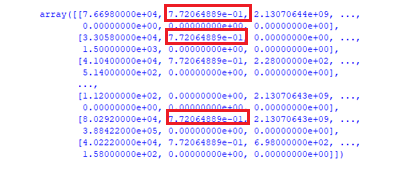 array([[7.66980000e+04, 7.72064889e-01, 2.13070644e+09, ...,
0.00000000e+00, 0.00000000e+00, 0.00000000e+00],
[3.30580000e+04, 7.72064889e-01, 0.00000000e+00, ...,
1.50000000e+03, 0.00000000e+00, 0.00000000e+00],
[4.10400000e+04, 7.72064889e-01, 2.28000000e+02, ...,
5.14000000e+02, 0.00000000e+00, 0.00000000e+00],
...,
[1.12000000e+02, 0.00000000e+00, 2.13070643e+09, ...,
0.00000000e+00, 0.00000000e+00, 0.00000000e+00],
[8.02920000e+04, 7.72064889e-01, 2.13070643e+09, ...,
3.88422000e+05, 0.00000000e+00, 0.00000000e+00],
[4.02220000e+04, 7.72064889e-01, 6.98000000e+02, ...,
1.58000000e+02, 0.00000000e+00, 0.00000000e+00]])